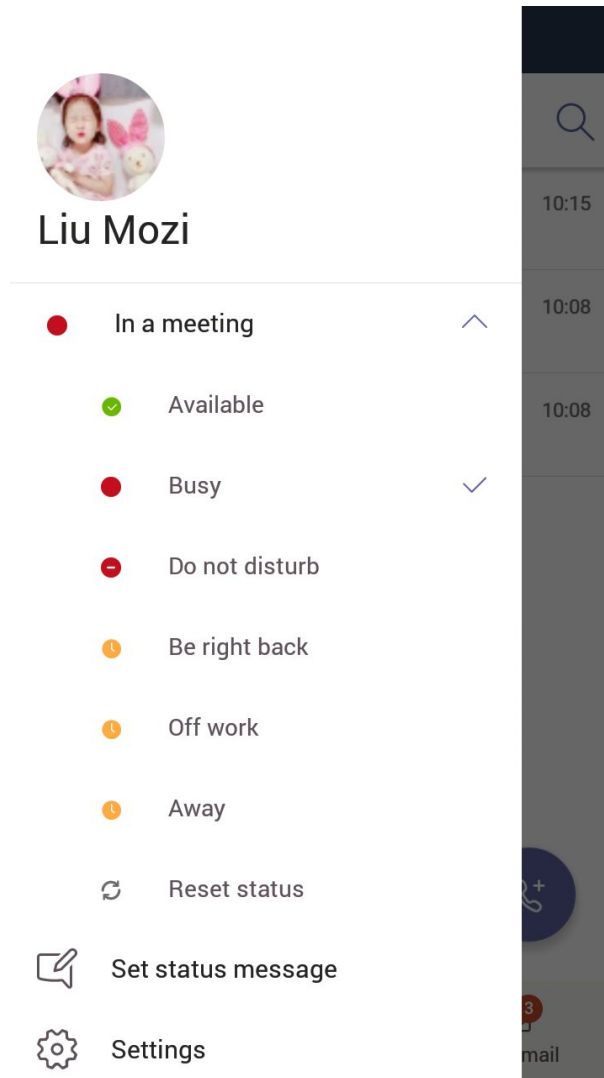 10:15
Liu Mozi
10:08
In a meeting
Available
10:08
Busy
Do not disturb
Be right back
Off work
Away
Reset status
Set status message
3
Settings
mail